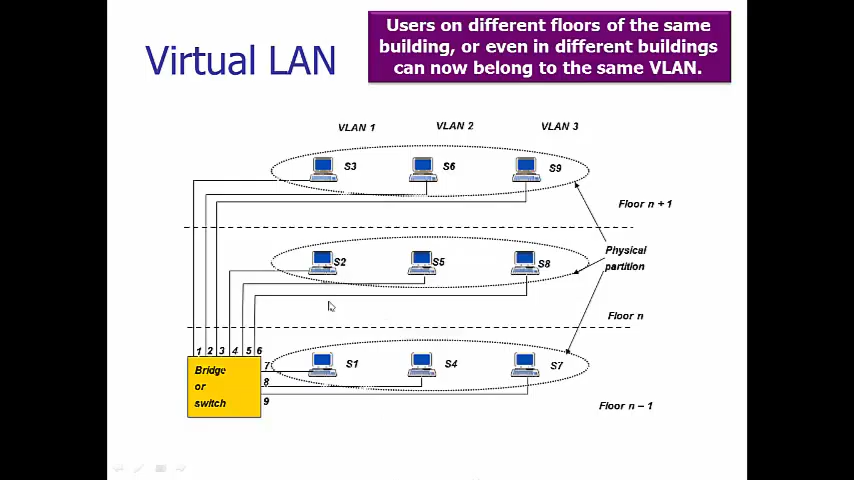 Virtual LAN
Users on different floors of the same
building, or even in different buildings
can now belong to the same VLAN.
VLAN 1 VLAN 2 VLAN 3
S3 S6 S9
Floor n + 1
Physical
partition
S2 S5 S8
Floor n
1 2 3 4 5 6
7
8
9
Bridge
or
switch
S1 S4 S7
Floor n – 1